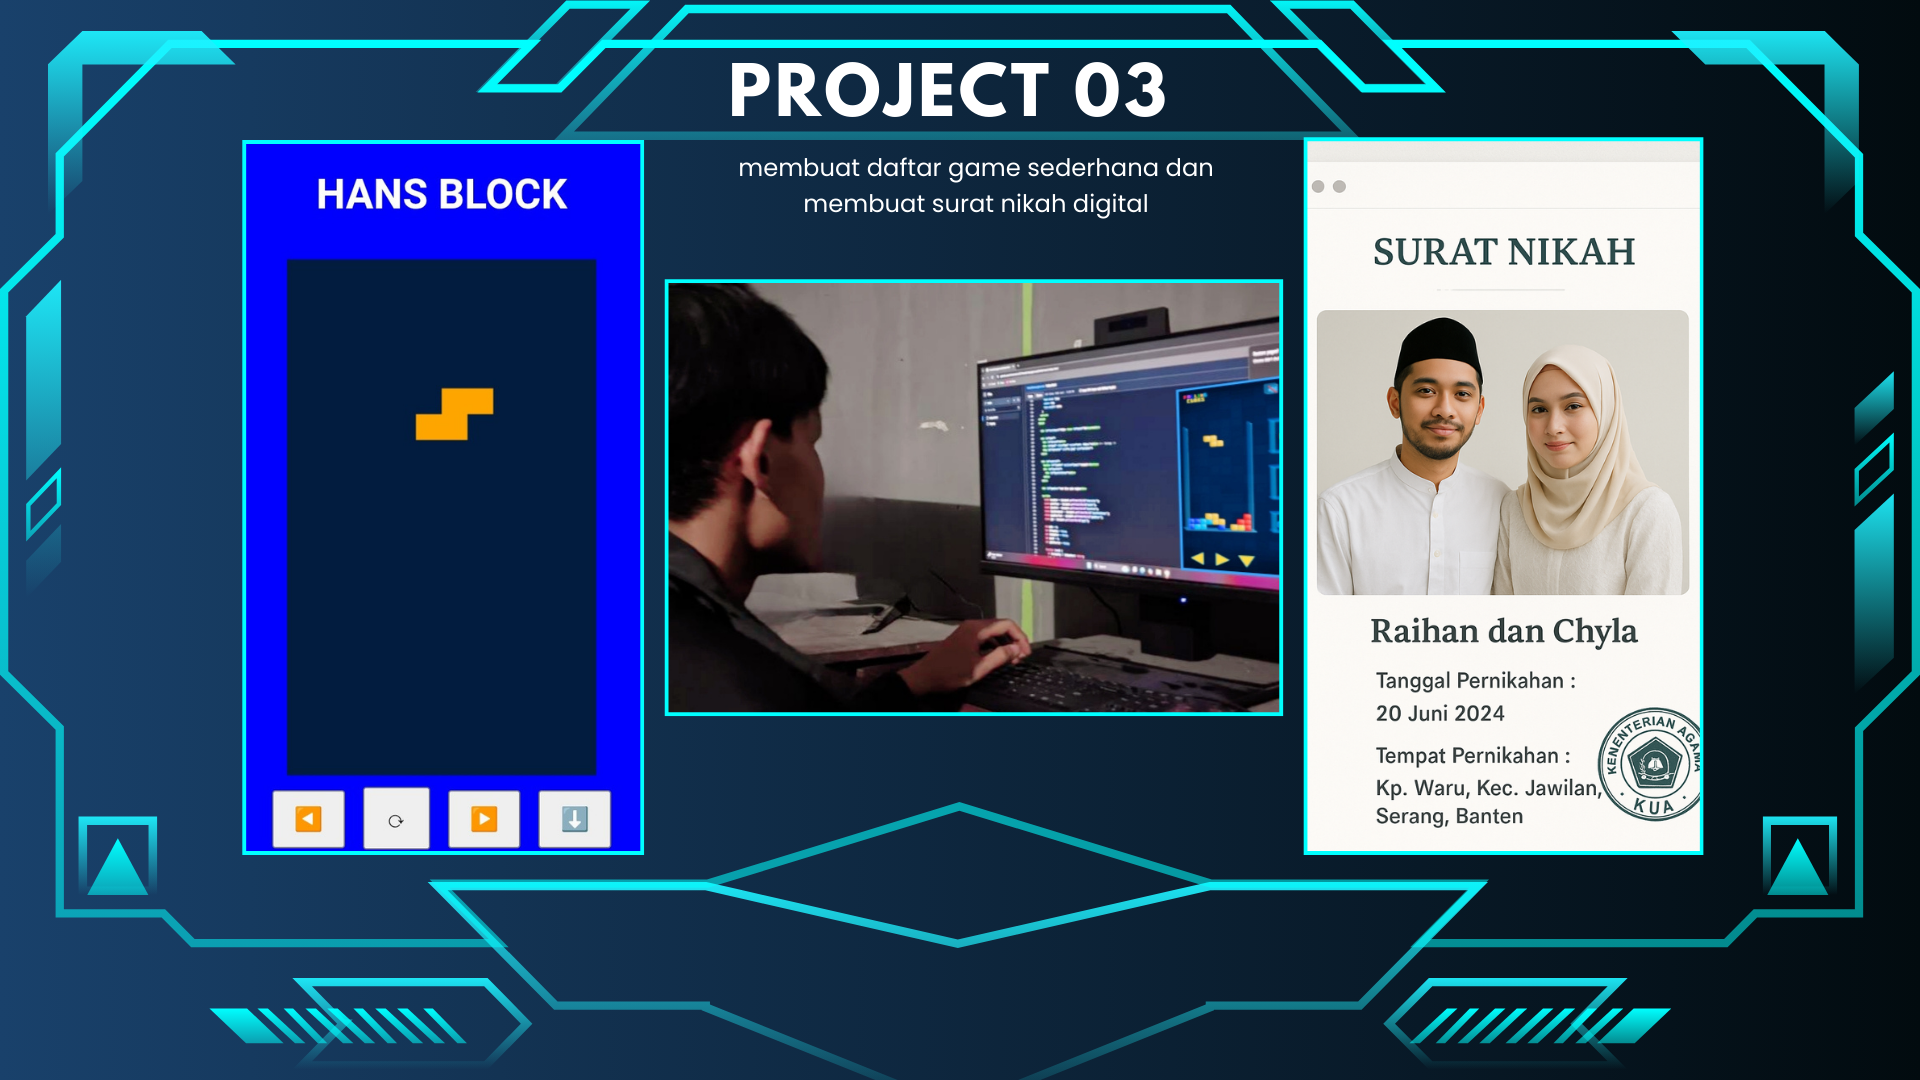 PROJECT 03
membuat daftar game sederhana dan
membuat surat nikah digital
HANS BLOCK
SURAT NIKAH
Raihan dan Chyla
Tanggal Pernikahan :
20 Juni 2024
Tempat Pernikahan :
Kp. Waru, Kec. Jawilan,
Serang, Banten
KENENTERIAN AGAMA
KUA